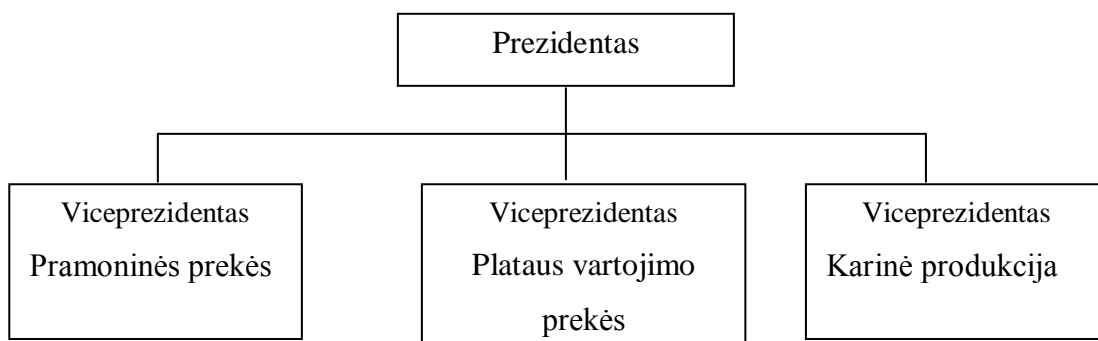 Prezidentas
Viceprezidentas
Pramoninės prekės
Viceprezidentas
Plataus vartojimo
prekės
Viceprezidentas
Karinė produkcija